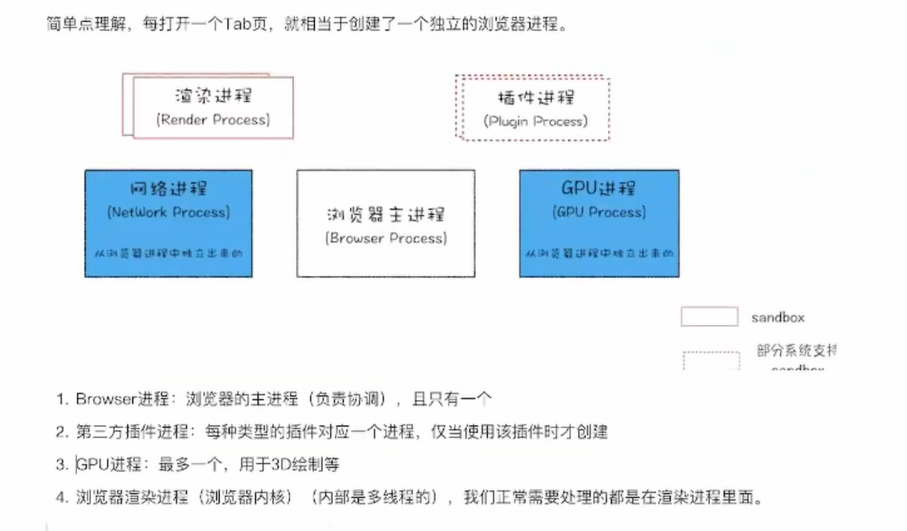 简单点理解，每打开一个Tab页，就相当于创建了一个独立的浏览器进程。
渲染进程
(Render Process)
插件进程
(Plugin Process)
网络进程
(NetWork Process)
从浏览器进程中独立出来的
浏览器主进程
(Browser Process)
GPU进程
(GPU Process)
从浏览器进程中独立出来的
sandbox
部分系统支持
sandbox
1. Browser进程：浏览器的主进程（负责协调），且只有一个
2. 第三方插件进程：每种类型的插件对应一个进程，仅当使用该插件时才创建
3. GPU进程：最多一个，用于3D绘制等
4. 浏览器渲染进程（浏览器内核）（内部是多线程的），我们正常需要处理的都是在渲染进程里面。